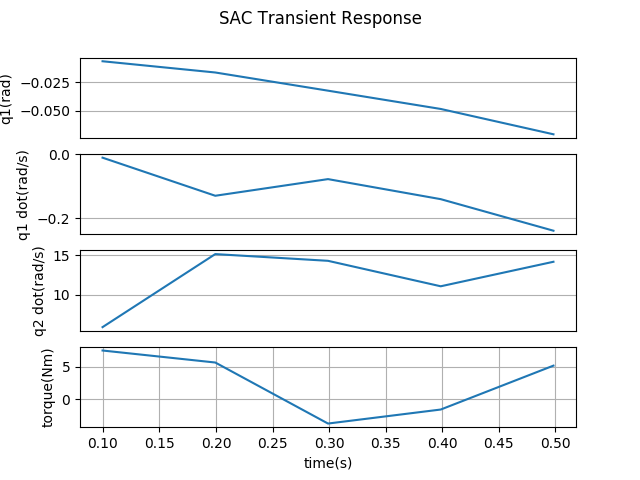 SAC Transient Response
−0.025
−0.050
q1(rad)
0.0
−0.2
q1 dot(rad/s)
15
10
q2 dot(rad/s)
5
0
torque(Nm)
0.10 0.15 0.20 0.25 0.30 0.35 0.40 0.45 0.50
time(s)